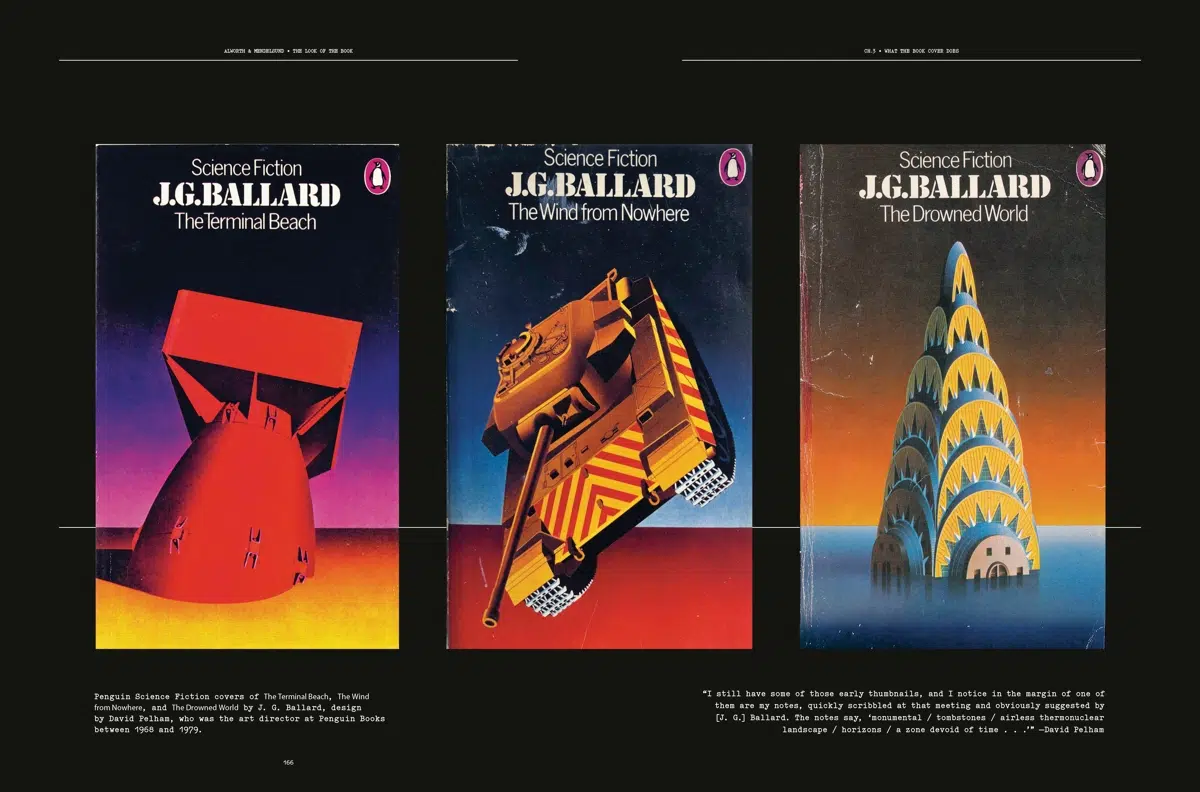 ALWORTH & MENDELSUND • THE LOOK OF THE BOOK
CH.3 • WHAT THE BOOK COVER DOES
Science Fiction
J.G.BALLARD
The Terminal Beach
Science Fiction
J.G.BALLARD
The Wind from Nowhere
Science Fiction
J.G.BALLARD
The Drowned World
Penguin Science Fiction covers of The Terminal Beach, The Wind
from Nowhere, and The Drowned World by J. G. Ballard, design
by David Pelham, who was the art director at Penguin Books
between 1968 and 1979.
“I still have some of those early thumbnails, and I notice in the margin of one of
them are my notes, quickly scribbled at that meeting and obviously suggested by
[J. G.] Ballard. The notes say, ‘monumental / tombstones / airless thermonuclear
landscape / horizons / a zone devoid of time . . .’” —David Pelham
166